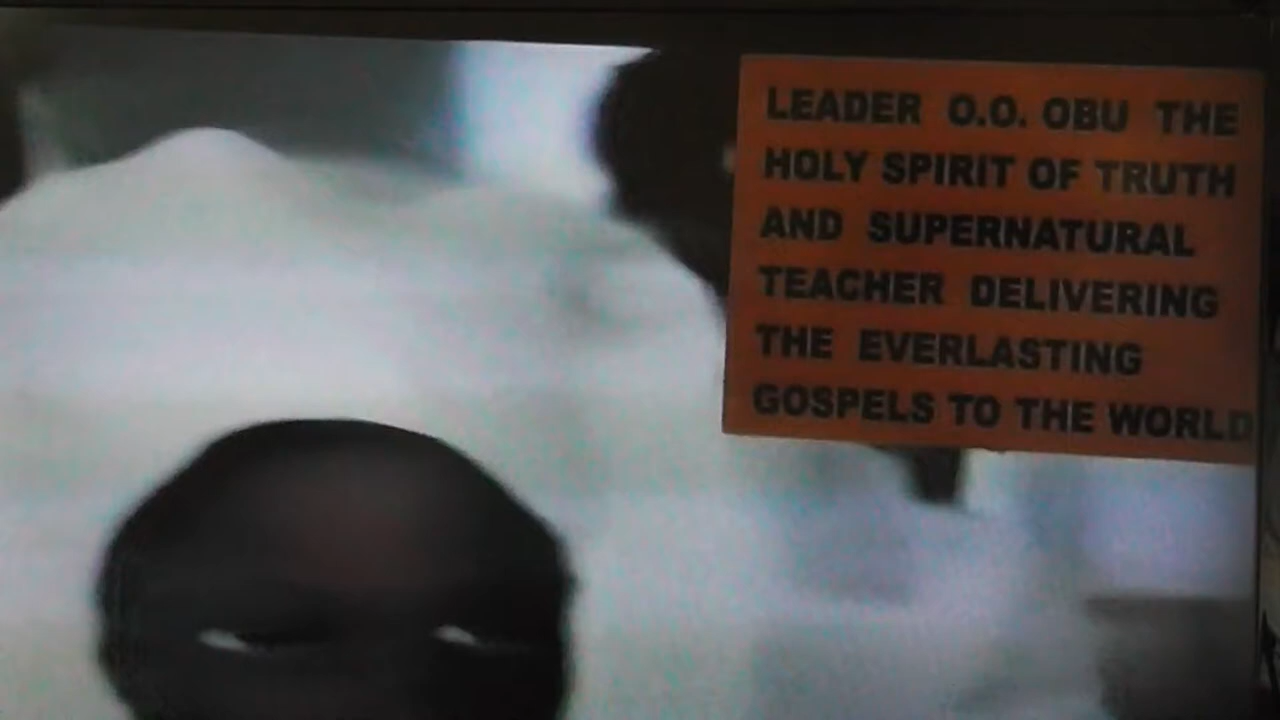 LEADER O.O. OBU THE
HOLY SPIRIT OF TRUTH
AND SUPERNATURAL
TEACHER DELIVERING
THE EVERLASTING
GOSPELS TO THE WORLD